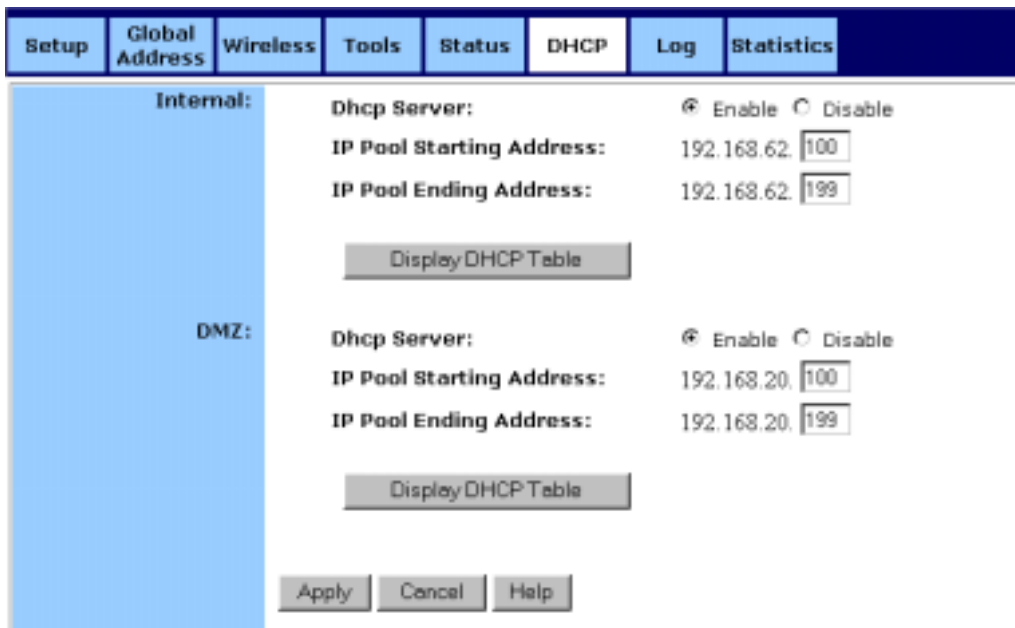 Setup Global Address Wireless Tools Status DHCP Log Statistics
Internal:
Dhcp Server: Enable Disable
IP Pool Starting Address: 192.168.62. 100
IP Pool Ending Address: 192.168.62. 199
Display DHCP Table
DMZ:
Dhcp Server: Enable Disable
IP Pool Starting Address: 192.168.20. 100
IP Pool Ending Address: 192.168.20. 199
Display DHCP Table
Apply Cancel Help